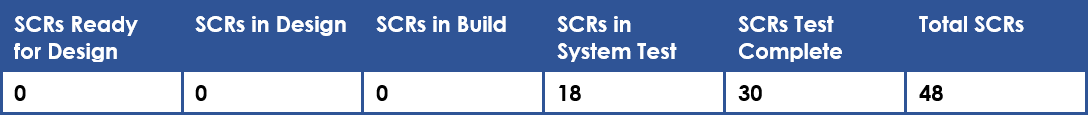 SCRs Ready for Design
SCRs in Design
SCRs in Build
SCRs in System Test
SCRs Test Complete
Total SCRs
0
0
0
18
30
48